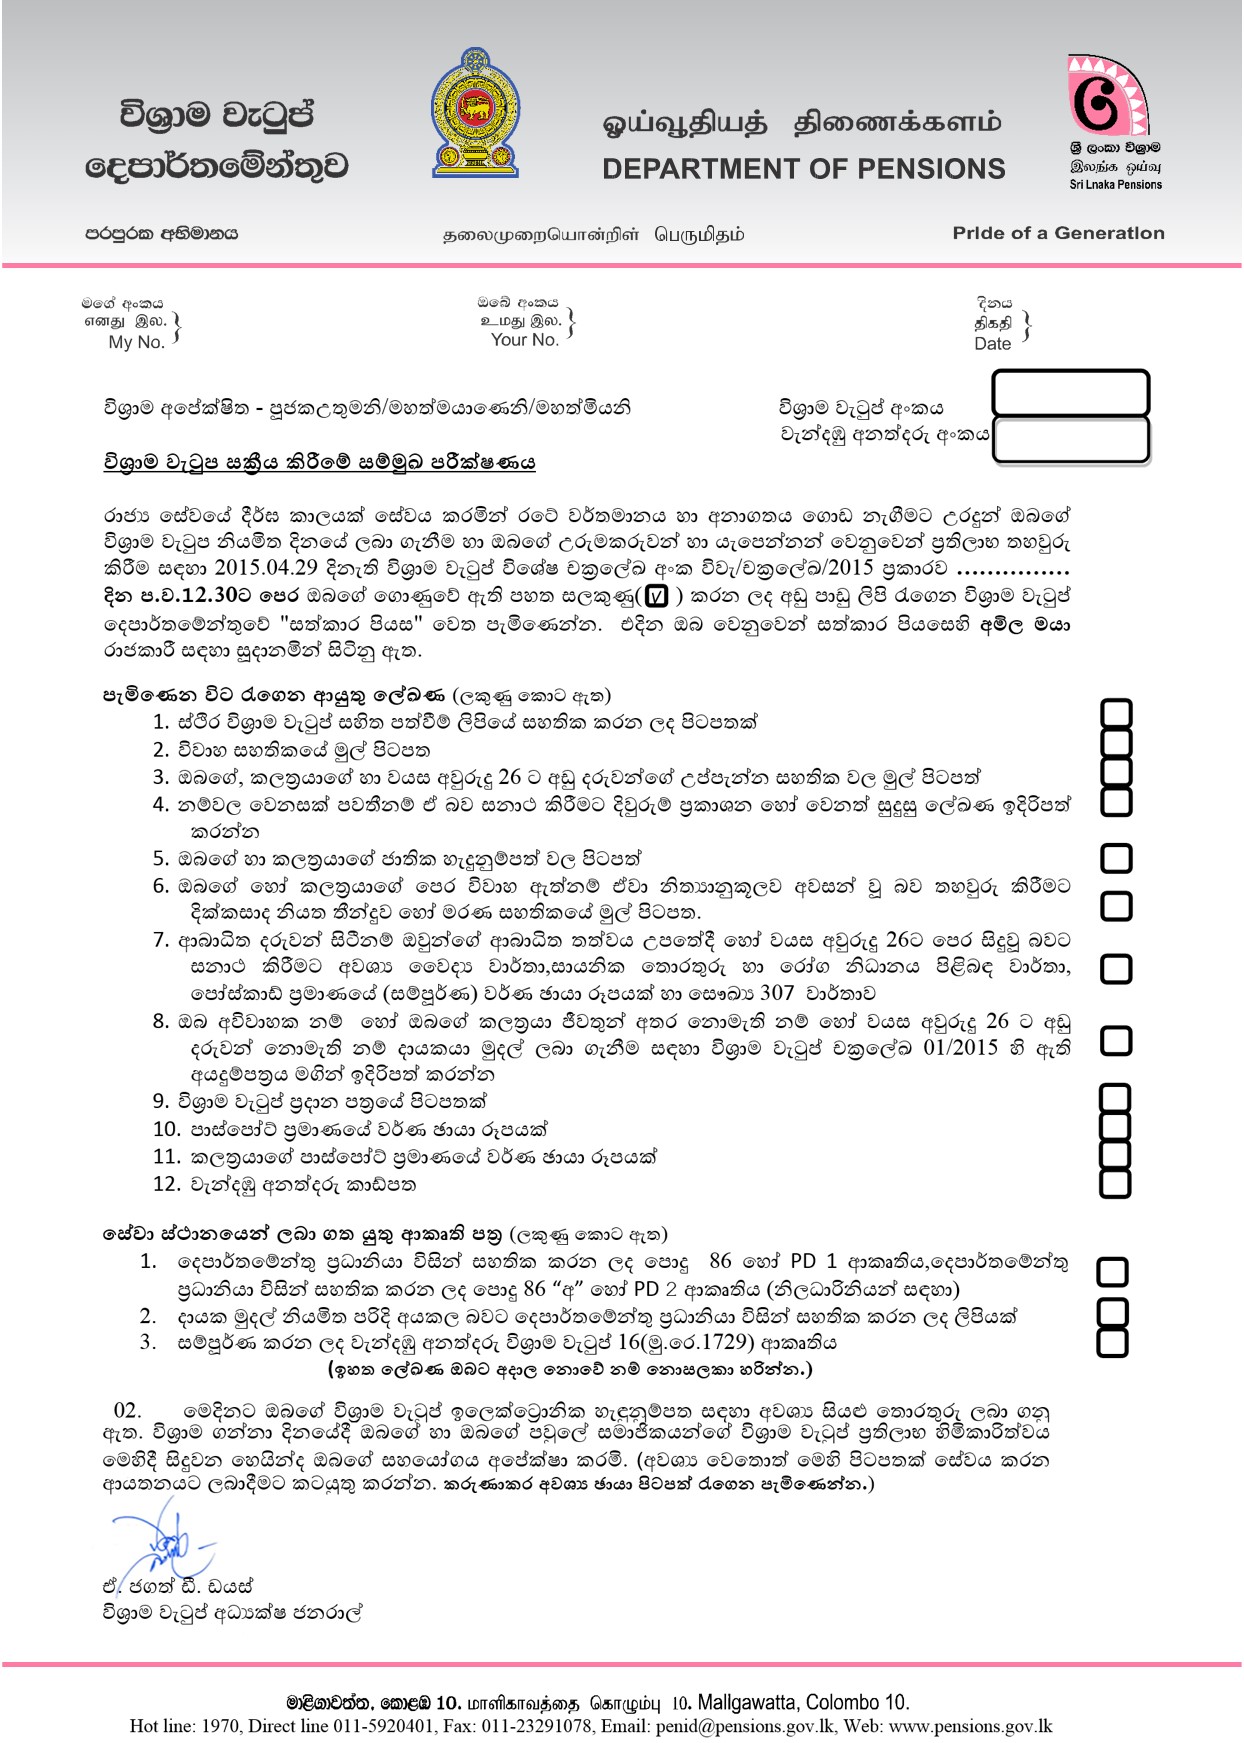 විශ්‍රාම වැටුප්
දෙපාර්තමේන්තුව
ஓய்வூதியத் திணைக்களம்
DEPARTMENT OF PENSIONS
ශ්‍රී ලංකා විශ්‍රාම
இலங்கை ஓய்வு
Sri Lnaka Pensions
පරපුරක අභිමානය
தலைமுறையொன்றின் பெருமிதம்
Pride of a Generation
මගේ අංකය
எனது இல.
My No.
ඔබේ අංකය
உமது இல.
Your No.
දිනය
திகதி
Date
විශ්‍රාම අපේක්ෂිත - පූජකඋතුමනි/මහත්මයාණෙනි/මහත්මියනි
විශ්‍රාම වැටුප් අංකය
වැන්දඹු අනත්දරු අංකය
විශ්‍රාම වැටුප සක්‍රීය කිරීමේ සම්මුඛ පරීක්ෂණය
රාජ්‍ය සේවයේ දීර්ඝ කාලයක් සේවය කරමින් රටේ වර්තමානය හා අනාගතය ගොඩ නැගීමට උරදුන් ඔබගේ
විශ්‍රාම වැටුප නියමිත දිනයේ ලබා ගැනීම හා ඔබගේ උරුමකරුවන් හා යැපෙන්නන් වෙනුවෙන් ප්‍රතිලාභ තහවුරු
කිරීම සඳහා 2015.04.29 දිනැති විශ්‍රාම වැටුප් විශේෂ චක්‍රලේඛ අංක විවැ/චක්‍රලේඛ/2015 ප්‍රකාරව ...............
දින ප.ව.12.30ට පෙර ඔබගේ ගොණුවේ ඇති පහත සලකුණු(√) කරන ලද අඩු පාඩු ලිපි රැගෙන විශ්‍රාම වැටුප්
දෙපාර්තමේන්තුවේ "සත්කාර පියස" වෙත පැමිණෙන්න. එදින ඔබ වෙනුවෙන් සත්කාර පියසෙහි අමිල මයා
රාජකාරී සඳහා සූදානමින් සිටිනු ඇත.
පැමිණෙන විට රැගෙන ආයුතු ලේඛණ (ලකුණු කොට ඇත)
1. ස්ථිර විශ්‍රාම වැටුප් සහිත පත්වීම් ලිපියේ සහතික කරන ලද පිටපතක්
2. විවාහ සහතිකයේ මුල් පිටපත
3. ඔබගේ, කලත්‍රයාගේ හා වයස අවුරුදු 26 ට අඩු දරුවන්ගේ උප්පැන්න සහතික වල මුල් පිටපත්
4. නම්වල වෙනසක් පවතීනම් ඒ බව සනාථ කිරීමට දිවුරුම් ප්‍රකාශන හෝ වෙනත් සුදුසු ලේඛණ ඉදිරිපත්
කරන්න
5. ඔබගේ හා කලත්‍රයාගේ ජාතික හැඳුනුම්පත් වල පිටපත්
6. ඔබගේ හෝ කලත්‍රයාගේ පෙර විවාහ ඇත්නම් ඒවා නිත්‍යානුකූලව අවසන් වූ බව තහවුරු කිරීමට
දික්කසාද නියත තීන්දුව හෝ මරණ සහතිකයේ මුල් පිටපත.
7. ආබාධිත දරුවන් සිටීනම් ඔවුන්ගේ ආබාධිත තත්වය උපතේදී හෝ වයස අවුරුදු 26ට පෙර සිදුවූ බවට
සනාථ කිරීමට අවශ්‍ය වෛද්‍ය වාර්තා,සායනික තොරතුරු හා රෝග නිධානය පිළිබඳ වාර්තා,
පෝස්කාඩ් ප්‍රමාණයේ (සම්පූර්ණ) වර්ණ ඡායා රූපයක් හා සෞඛ්‍ය 307 වාර්තාව
8. ඔබ අවිවාහක නම් හෝ ඔබගේ කලත්‍රයා ජීවතුන් අතර නොමැති නම් හෝ වයස අවුරුදු 26 ට අඩු
දරුවන් නොමැති නම් දායකයා මුදල් ලබා ගැනීම සඳහා විශ්‍රාම වැටුප් චක්‍රලේඛ 01/2015 හි ඇති
අයදුම්පත්‍රය මගින් ඉදිරිපත් කරන්න
9. විශ්‍රාම වැටුප් ප්‍රදාන පත්‍රයේ පිටපතක්
10. පාස්පෝට් ප්‍රමාණයේ වර්ණ ඡායා රූපයක්
11. කලත්‍රයාගේ පාස්පෝට් ප්‍රමාණයේ වර්ණ ඡායා රූපයක්
12. වැන්දඹු අනත්දරු කාඩ්පත
සේවා ස්ථානයෙන් ලබා ගත යුතු ආකෘති පත්‍ර (ලකුණු කොට ඇත)
1. දෙපාර්තමේන්තු ප්‍රධානියා විසින් සහතික කරන ලද පොදු 86 හෝ PD 1 ආකෘතිය,දෙපාර්තමේන්තු
ප්‍රධානියා විසින් සහතික කරන ලද පොදු 86 “අ” හෝ PD 2 ආකෘතිය (නිලධාරිනියන් සඳහා)
2. දායක මුදල් නියමිත පරිදි අයකල බවට දෙපාර්තමේන්තු ප්‍රධානියා විසින් සහතික කරන ලද ලිපියක්
3. සම්පූර්ණ කරන ලද වැන්දඹු අනත්දරු විශ්‍රාම වැටුප් 16(මු.රෙ.1729) ආකෘතිය
(ඉහත ලේඛණ ඔබට අදාල නොවේ නම් නොසලකා හරින්න.)
02. මෙදිනට ඔබගේ විශ්‍රාම වැටුප් ඉලෙක්ට්‍රොනික හැඳුනුම්පත සඳහා අවශ්‍ය සියළු තොරතුරු ලබා ගනු
ඇත. විශ්‍රාම ගන්නා දිනයේදී ඔබගේ හා ඔබගේ පවුලේ සමාජිකයන්ගේ විශ්‍රාම වැටුප් ප්‍රතිලාභ හිමිකාරිත්වය
මෙහිදී සිදුවන හෙයින්ද ඔබගේ සහයෝගය අපේක්ෂා කරමි. (අවශ්‍ය වෙතොත් මෙහි පිටපතක් සේවය කරන
ආයතනයට ලබාදීමට කටයුතු කරන්න. කරුණාකර අවශ්‍ය ඡායා පිටපත් රැගෙන පැමිණෙන්න.)
ඒ. ජගත් ඩී. ඩයස්
විශ්‍රාම වැටුප් අධ්‍යක්ෂ ජනරාල්
මාළිගාවත්ත, කොළඹ 10. மாளிகாவத்தை கொழும்பு 10. Maligawatta, Colombo 10.
Hot line: 1970, Direct line 011-5920401, Fax: 011-23291078, Email: penid@pensions.gov.lk, Web: www.pensions.gov.lk